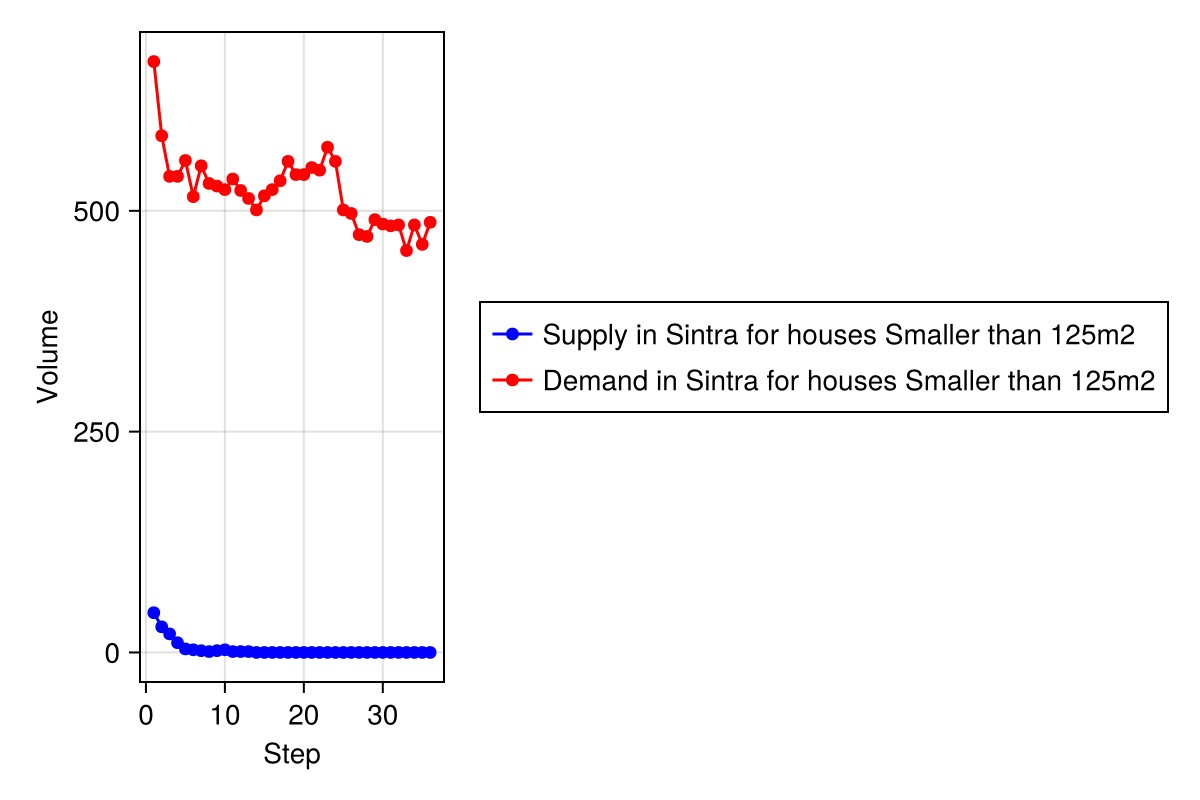 Volume
500
250
0
0 10 20 30
Step
Supply in Sintra for houses Smaller than 125m2
Demand in Sintra for houses Smaller than 125m2